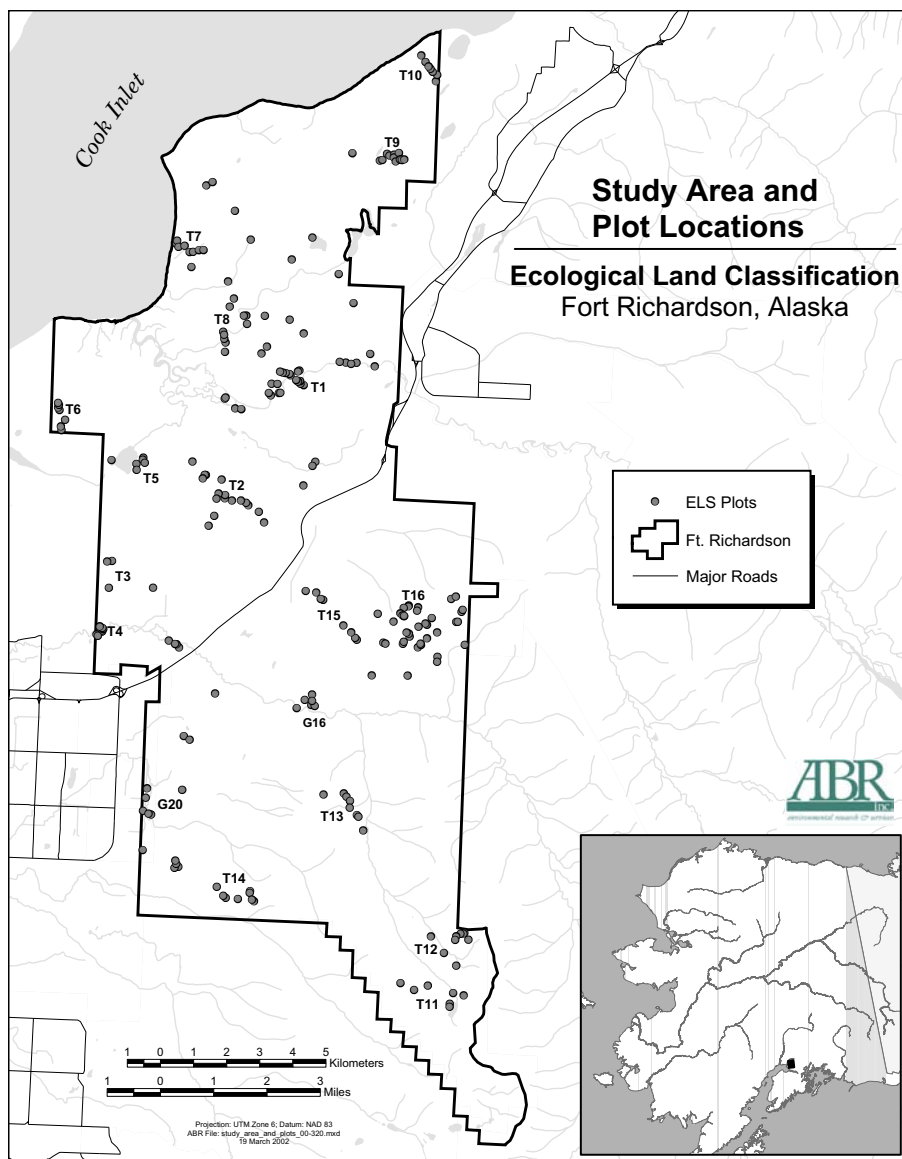 Cook Inlet
T10
T9
Study Area and
Plot Locations
Ecological Land Classification
Fort Richardson, Alaska
T7
T8
T1
T6
T5
T2
ELS Plots
Ft. Richardson
Major Roads
T3
T4
T15
T16
G16
G20
T13
T14
T12
T11
ABR
Inc.
environmental research & services
1 0 1 2 3 4 5
Kilometers
1 0 1 2 3
Miles
Projection: UTM Zone 6; Datum: NAD 83
ABR File: study_area_and_plots_00-320.mxd
19 March 2002